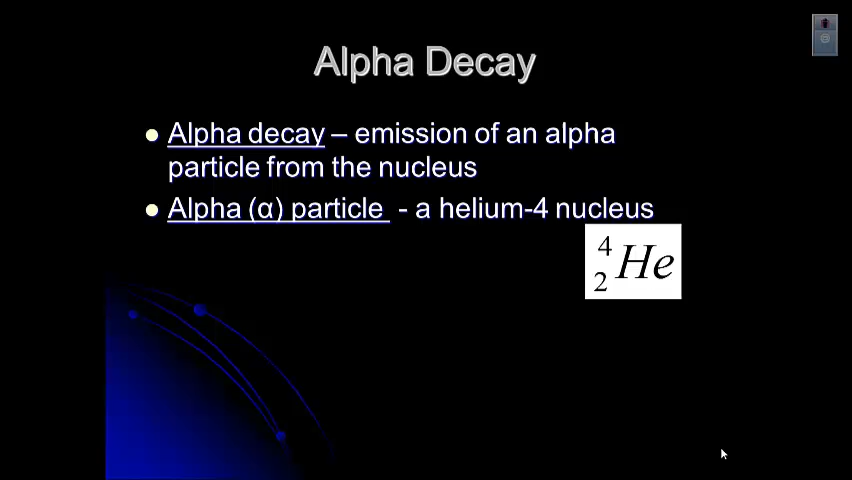 Alpha Decay
Alpha decay – emission of an alpha
particle from the nucleus
Alpha (α) particle - a helium-4 nucleus
4
2 He